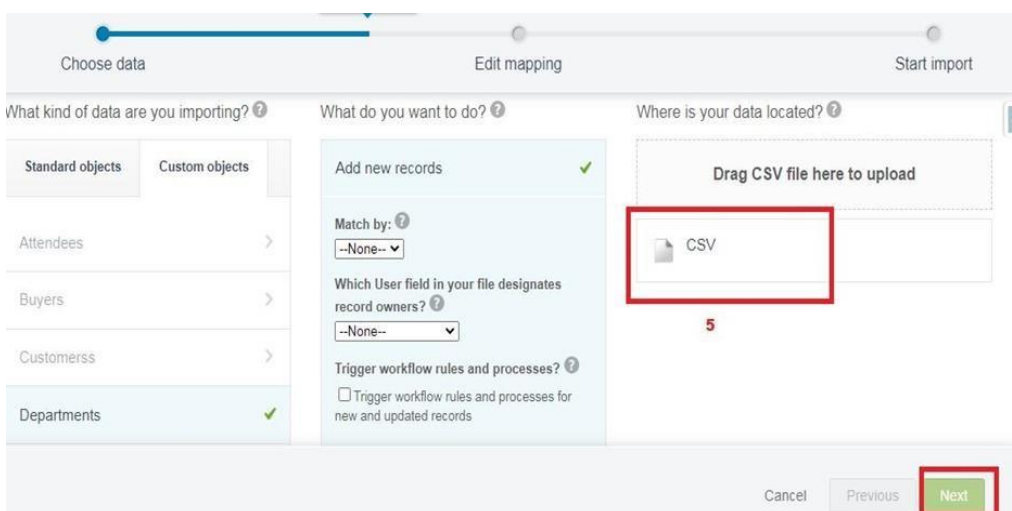 Choose data
Edit mapping
Start import
What kind of data are you importing? ?
Standard objects
Custom objects
Attendees
Buyers
Customerss
Departments
What do you want to do? ?
Add new records
Match by: ?
--None--
Which User field in your file designates
record owners? ?
--None--
Trigger workflow rules and processes? ?
Trigger workflow rules and processes for
new and updated records
Where is your data located? ?
Drag CSV file here to upload
CSV
5
Cancel
Previous
Next